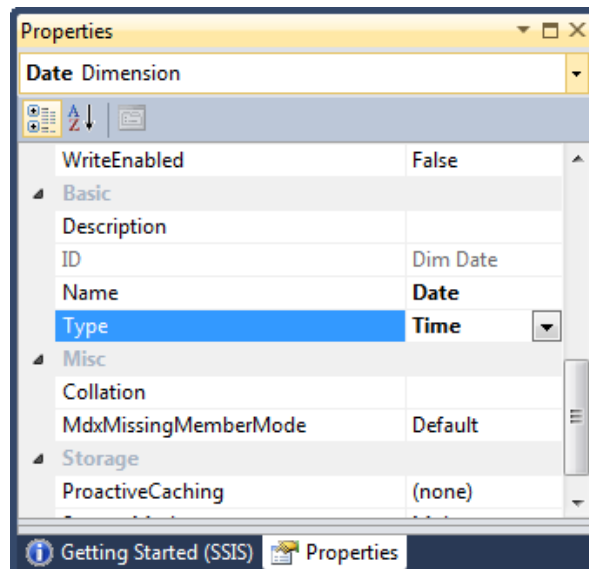 Properties
Date Dimension
WriteEnabled False
Basic
Description
ID Dim Date
Name Date
Type Time
Misc
Collation
MdxMissingMemberMode Default
Storage
ProactiveCaching (none)
Getting Started (SSIS) Properties